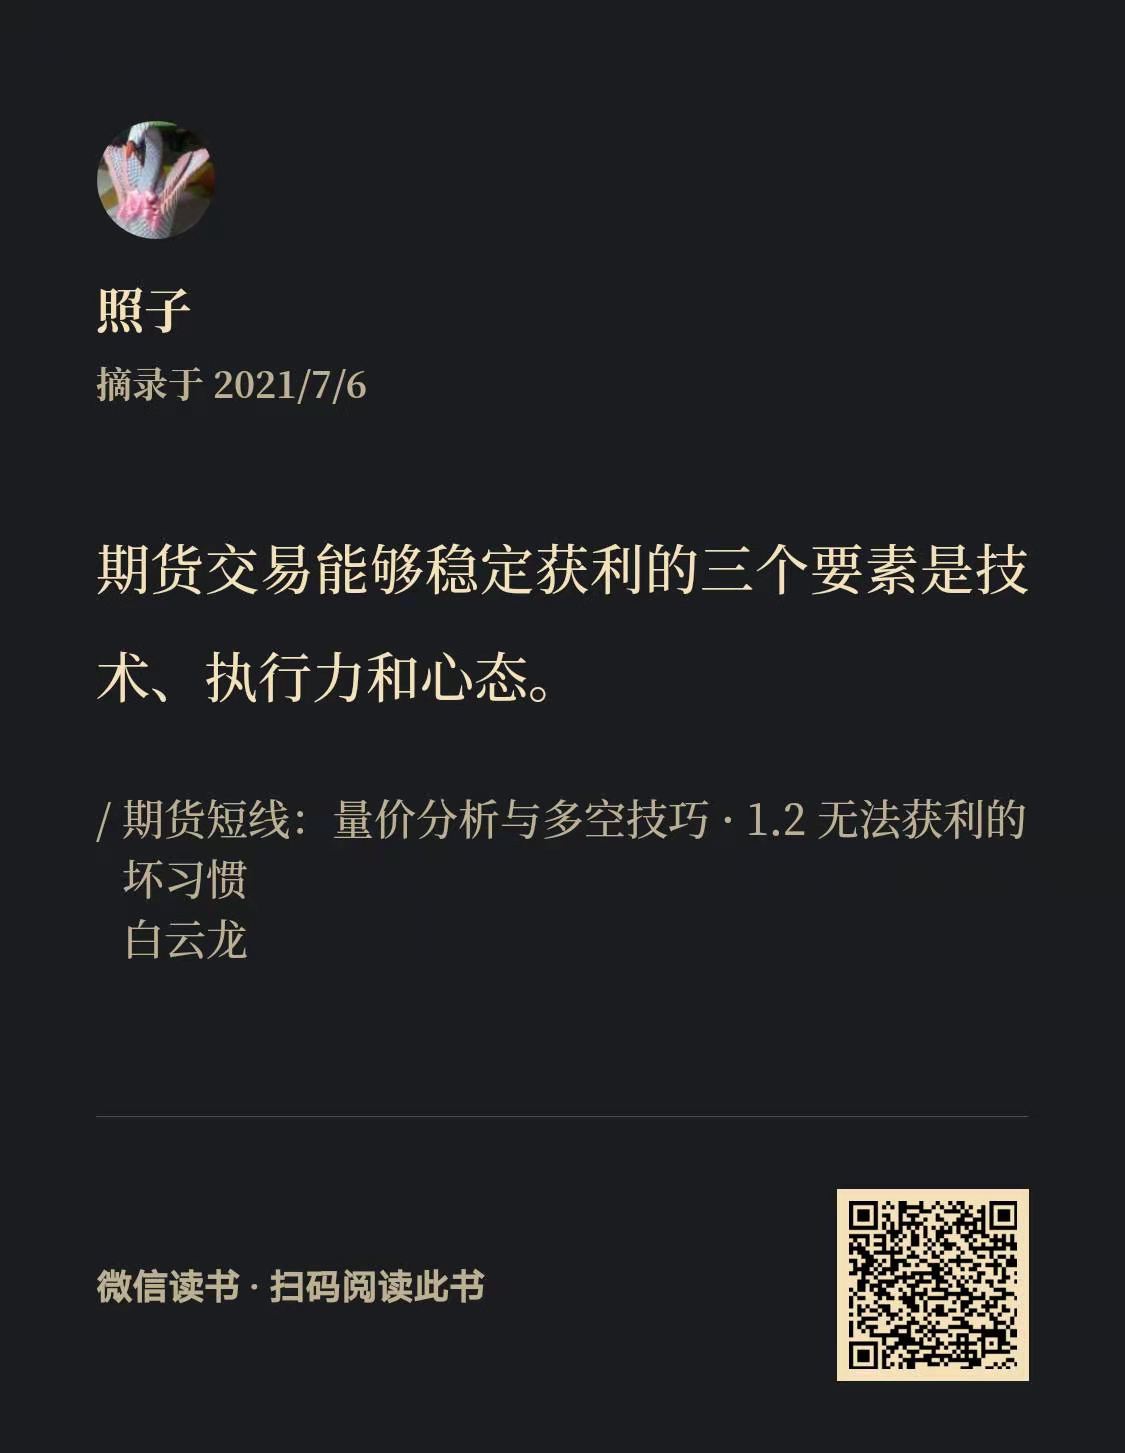 照子
摘录于 2021/7/6
期货交易能够稳定获利的三个要素是技
术、执行力和心态。
/ 期货短线：量价分析与多空技巧 · 1.2 无法获利的
坏习惯
白云龙
微信读书 · 扫码阅读此书